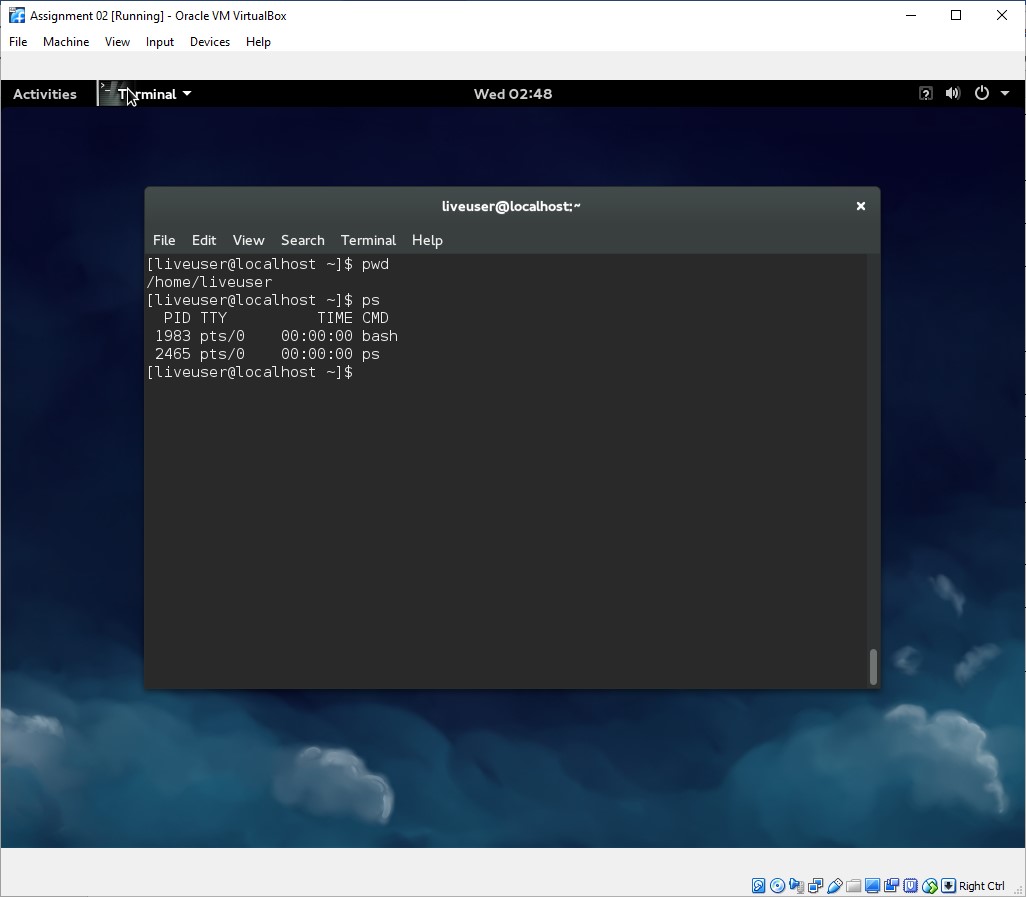 Assignment 02 [Running] - Oracle VM VirtualBox
File Machine View Input Devices Help
Activities Terminal Wed 02:48
liveuser@localhost:~
File Edit View Search Terminal Help
[liveuser@localhost ~]$ pwd
/home/liveuser
[liveuser@localhost ~]$ ps
  PID TTY          TIME CMD
 1983 pts/0    00:00:00 bash
 2465 pts/0    00:00:00 ps
[liveuser@localhost ~]$
Right Ctrl